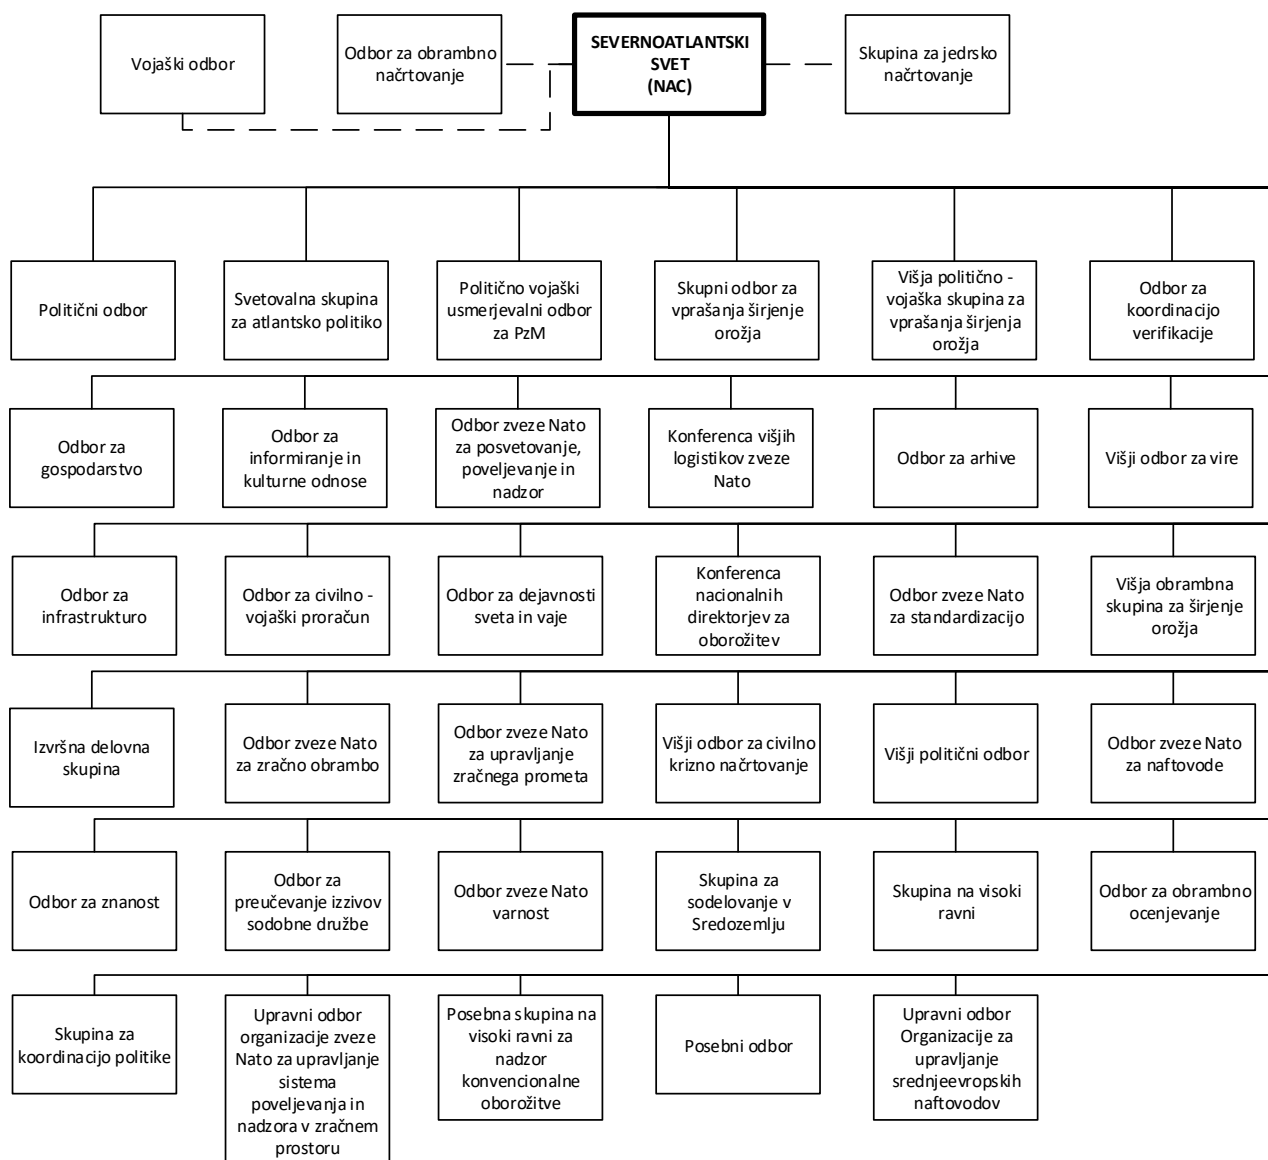 Vojaški odbor
Odbor za obrambno
načrtovanje
SEVERNOATLANTSKI
SVET
(NAC)
Skupina za jedrsko
načrtovanje
Politični odbor
Svetovalna skupina
za atlantsko politiko
Politično vojaški
usmerjevalni odbor
za PzM
Skupni odbor za
vprašanja širjenje
orožja
Višja politično -
vojaška skupina za
vprašanja širjenja
orožja
Odbor za
koordinacijo
verifikacije
Odbor za
gospodarstvo
Odbor za
informiranje in
kulturne odnose
Odbor zveze Nato
za posvetovanje,
poveljevanje in
nadzor
Konferenca višjih
logistikov zveze
Nato
Odbor za arhive
Višji odbor za vire
Odbor za
infrastrukturo
Odbor za civilno -
vojaški proračun
Odbor za dejavnosti
sveta in vaje
Konferenca
nacionalnih
direktorjev za
oborožitev
Odbor zveze Nato
za standardizacijo
Višja obrambna
skupina za širjenje
orožja
Izvršna delovna
skupina
Odbor zveze Nato
za zračno obrambo
Odbor zveze Nato
za upravljanje
zračnega prometa
Višji odbor za civilno
krizno načrtovanje
Višji politični odbor
Odbor zveze Nato
za naftovode
Odbor za znanost
Odbor za
preučevanje izzivov
sodobne družbe
Odbor zveze Nato
varnost
Skupina za
sodelovanje v
Sredozemlju
Skupina na visoki
ravni
Odbor za obrambno
ocenjevanje
Skupina za
koordinacijo politike
Upravni odbor
organizacije zveze
Nato za upravljanje
sistema
poveljevanja in
nadzora v zračnem
prostoru
Posebna skupina na
visoki ravni za
nadzor
konvencionalne
oborožitve
Posebni odbor
Upravni odbor
Organizacije za
upravljanje
srednjeevropskih
naftovodov